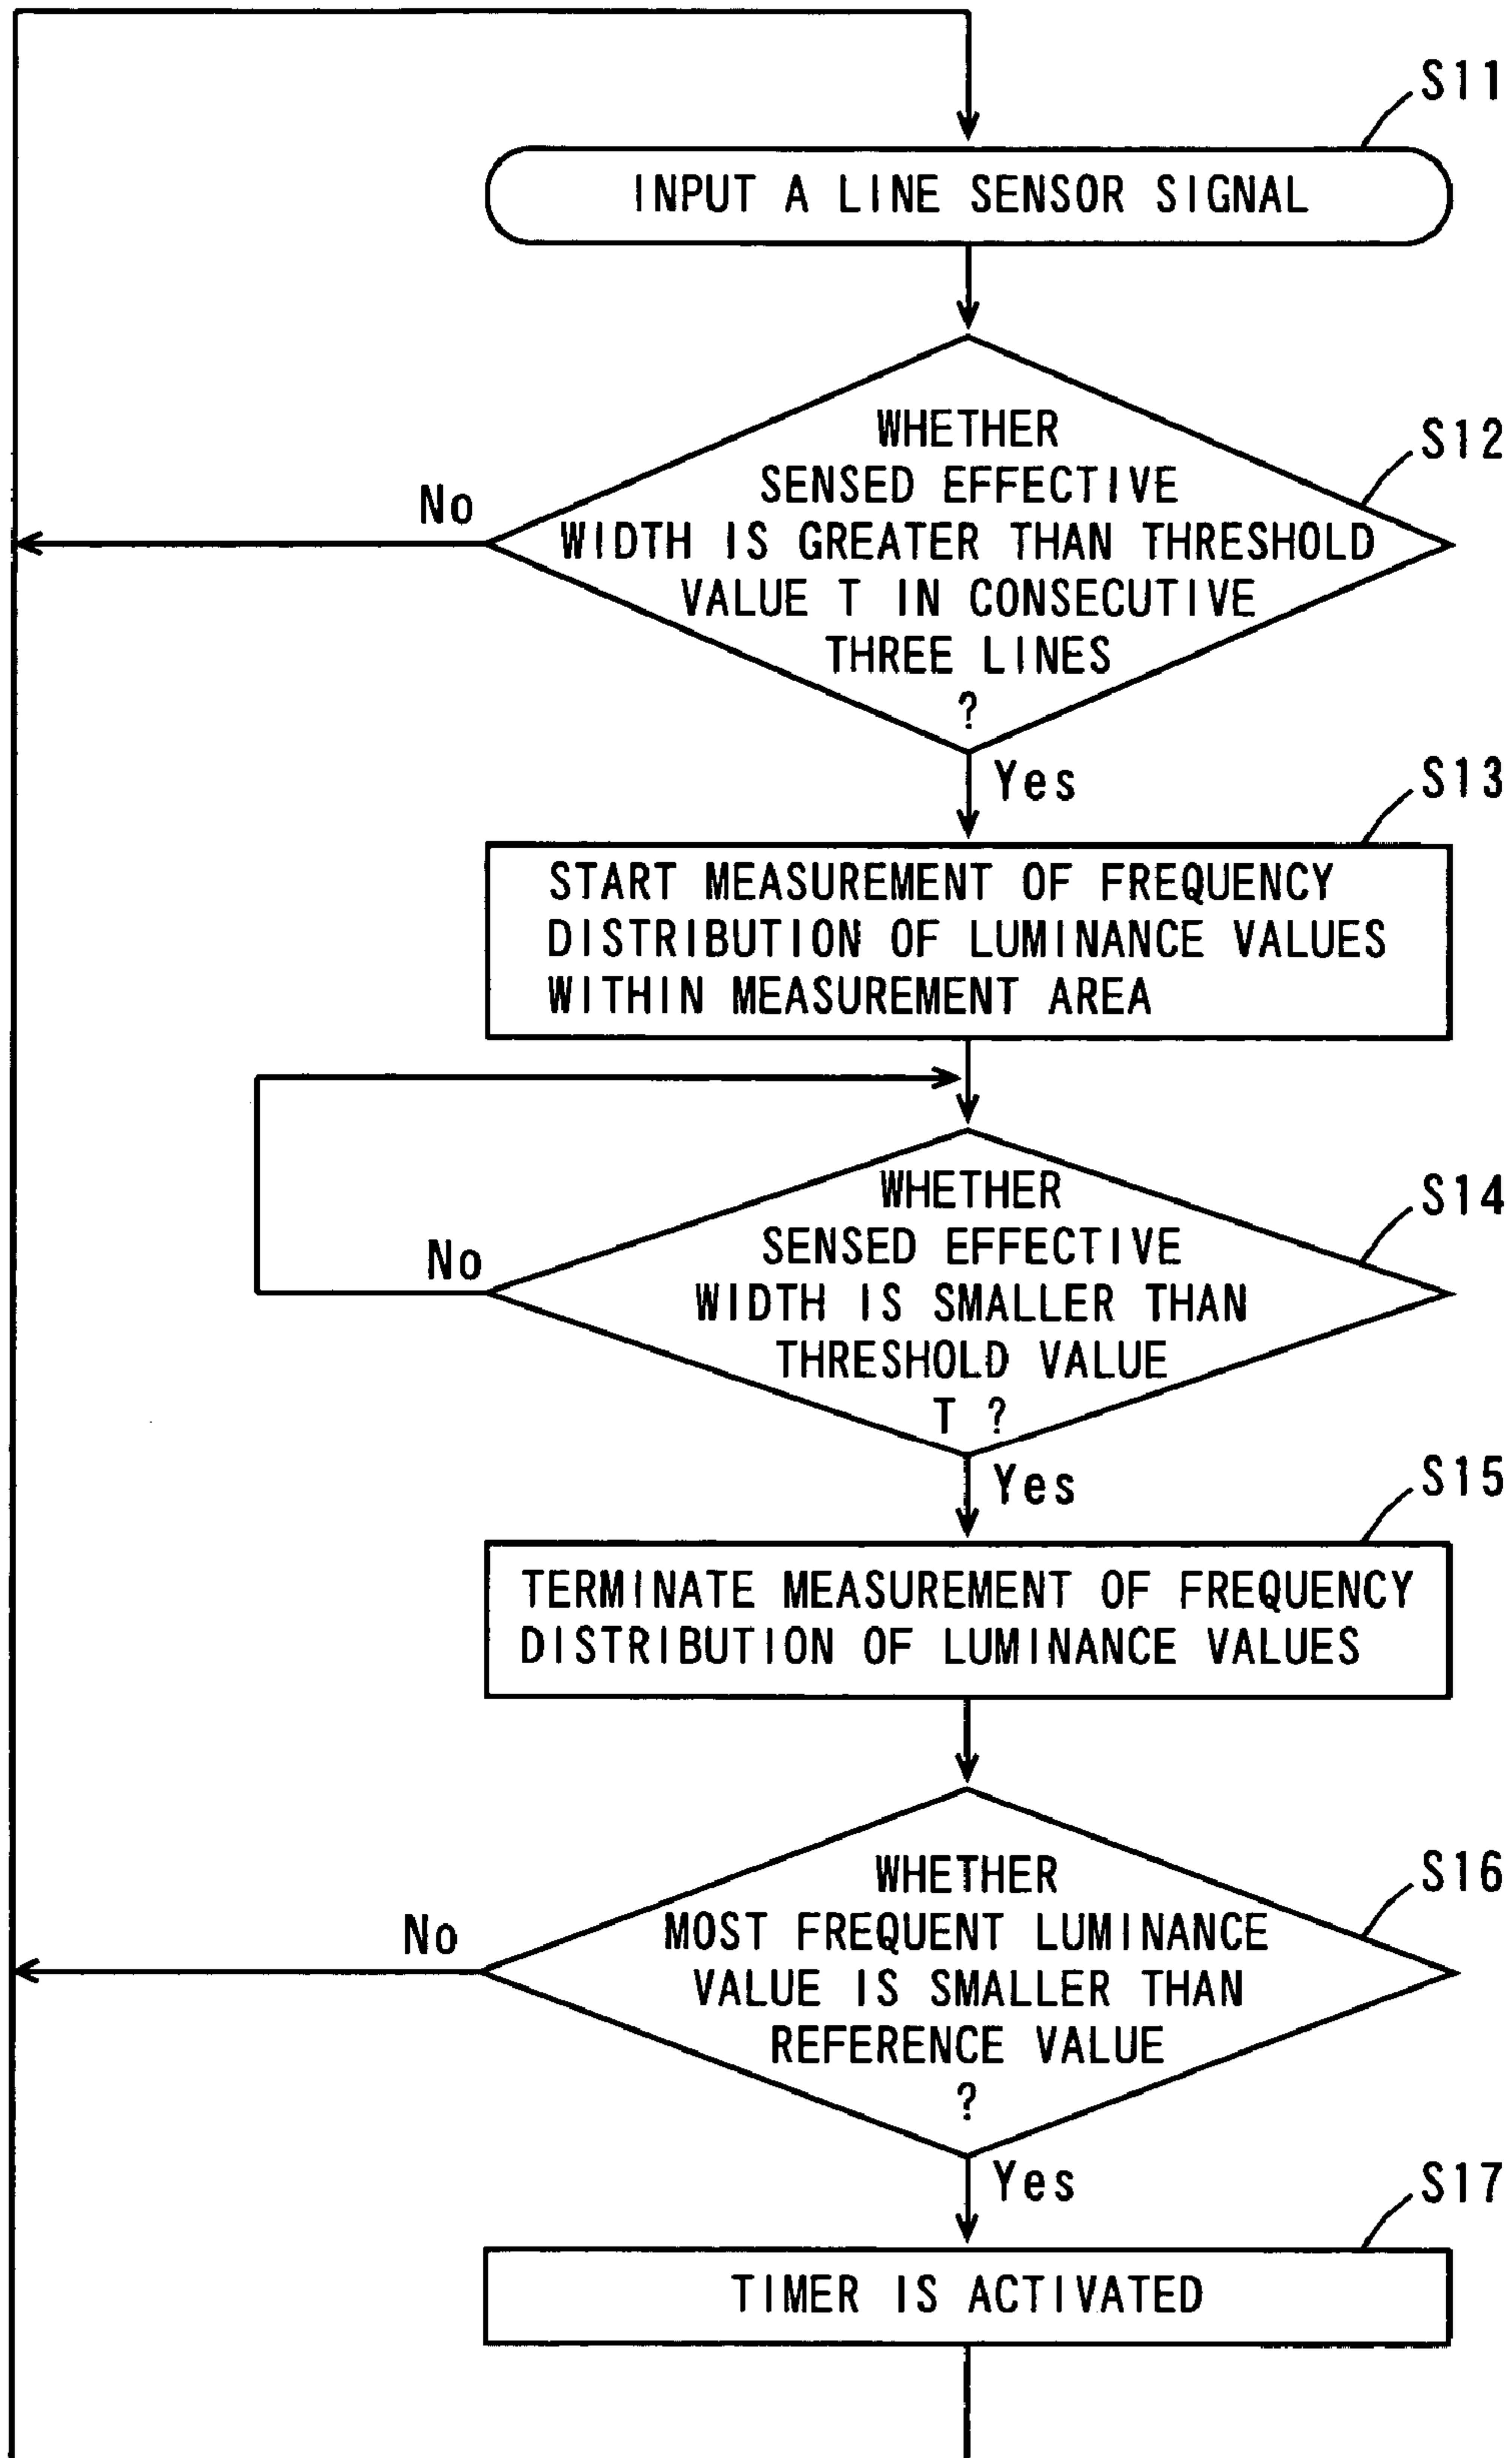 S11
INPUT A LINE SENSOR SIGNAL
S12
WHETHER
SENSED EFFECTIVE
WIDTH IS GREATER THAN THRESHOLD
VALUE T IN CONSECUTIVE
THREE LINES
?
No
Yes
S13
START MEASUREMENT OF FREQUENCY
DISTRIBUTION OF LUMINANCE VALUES
WITHIN MEASUREMENT AREA
S14
WHETHER
SENSED EFFECTIVE
WIDTH IS SMALLER THAN
THRESHOLD VALUE
T ?
No
Yes
S15
TERMINATE MEASUREMENT OF FREQUENCY
DISTRIBUTION OF LUMINANCE VALUES
S16
WHETHER
MOST FREQUENT LUMINANCE
VALUE IS SMALLER THAN
REFERENCE VALUE
?
No
Yes
S17
TIMER IS ACTIVATED